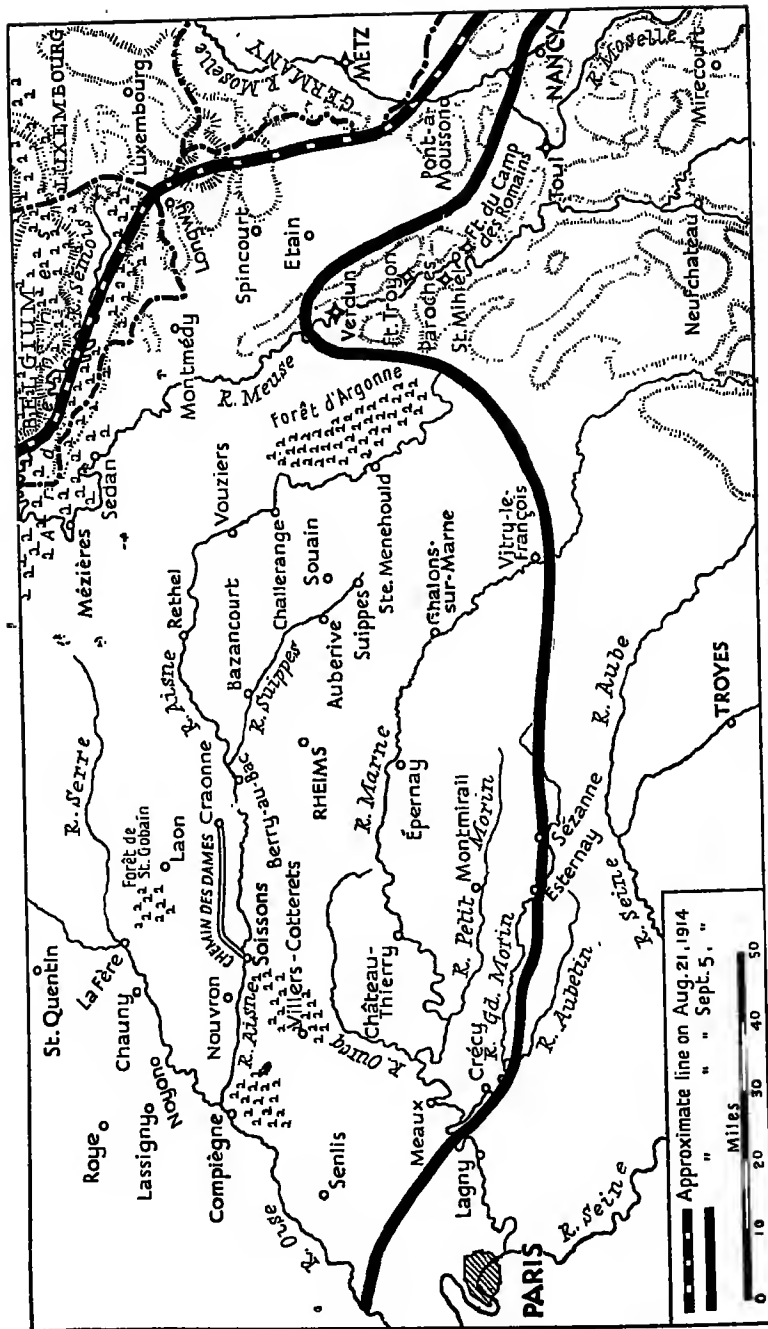 BELGIUM
Ardennes
R. Semois
LUXEMBOURG
Luxembourg
GERMANY
R. Moselle
METZ
NANCY
R. Moselle
Mirecourt
Pont-à-
Mousson
Toul
Neufchateau
Longwy
Spincourt
Etain
Montmédy
R. Meuse
Verdun
Ft. Troyon
Paroches
St. Mihiel
Ft. du Camp
des Romains
Mézières
Sedan
Forêt d'Argonne
Vouziers
Challerange
Souain
Ste. Menehould
Suippes
Auberive
R. Suippes
Bazancourt
Rethel
R. Aisne
R. Serre
Châlons-
sur-Marne
Vitry-le-
François
R. Aube
TROYES
St. Quentin
La Fère
Forêt de
St. Gobain
Laon
CHEMIN DES DAMES
Craonne
Berry-au-Bac
RHEIMS
R. Marne
Épernay
Montmirail
R. Petit Morin
Sézanne
Esternay
R. Seine
Chauny
Nouvron
Soissons
R. Aisne
Villers-Cotterets
Château-
Thierry
R. Ourcq
R. Gd. Morin
R. Aubetin
Crécy
Meaux
Lagny
Roye
Lassigny
Noyon
Compiègne
Senlis
R. Oise
PARIS
R. Seine
Approximate line on Aug. 21, 1914
" " " Sept. 5, "
Miles
0 10 20 30 40 50